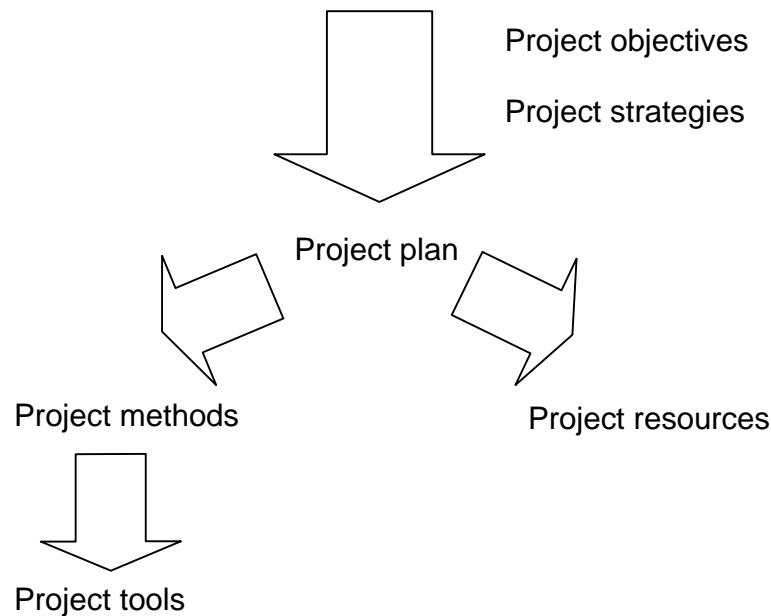 Project objectives
Project strategies
Project plan
Project methods
Project resources
Project tools